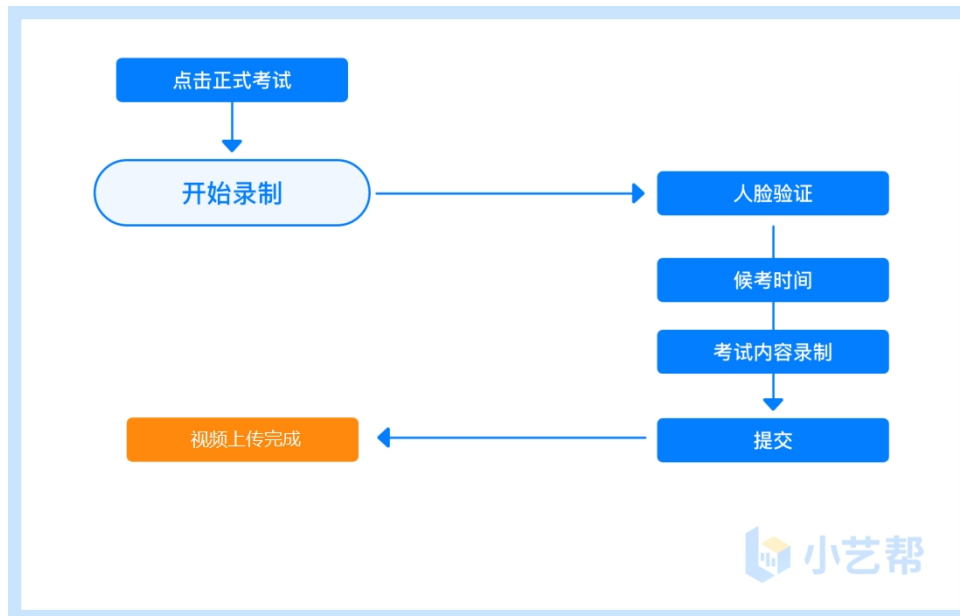 点击正式考试
开始录制
人脸验证
候考时间
考试内容录制
提交
视频上传完成
小艺帮